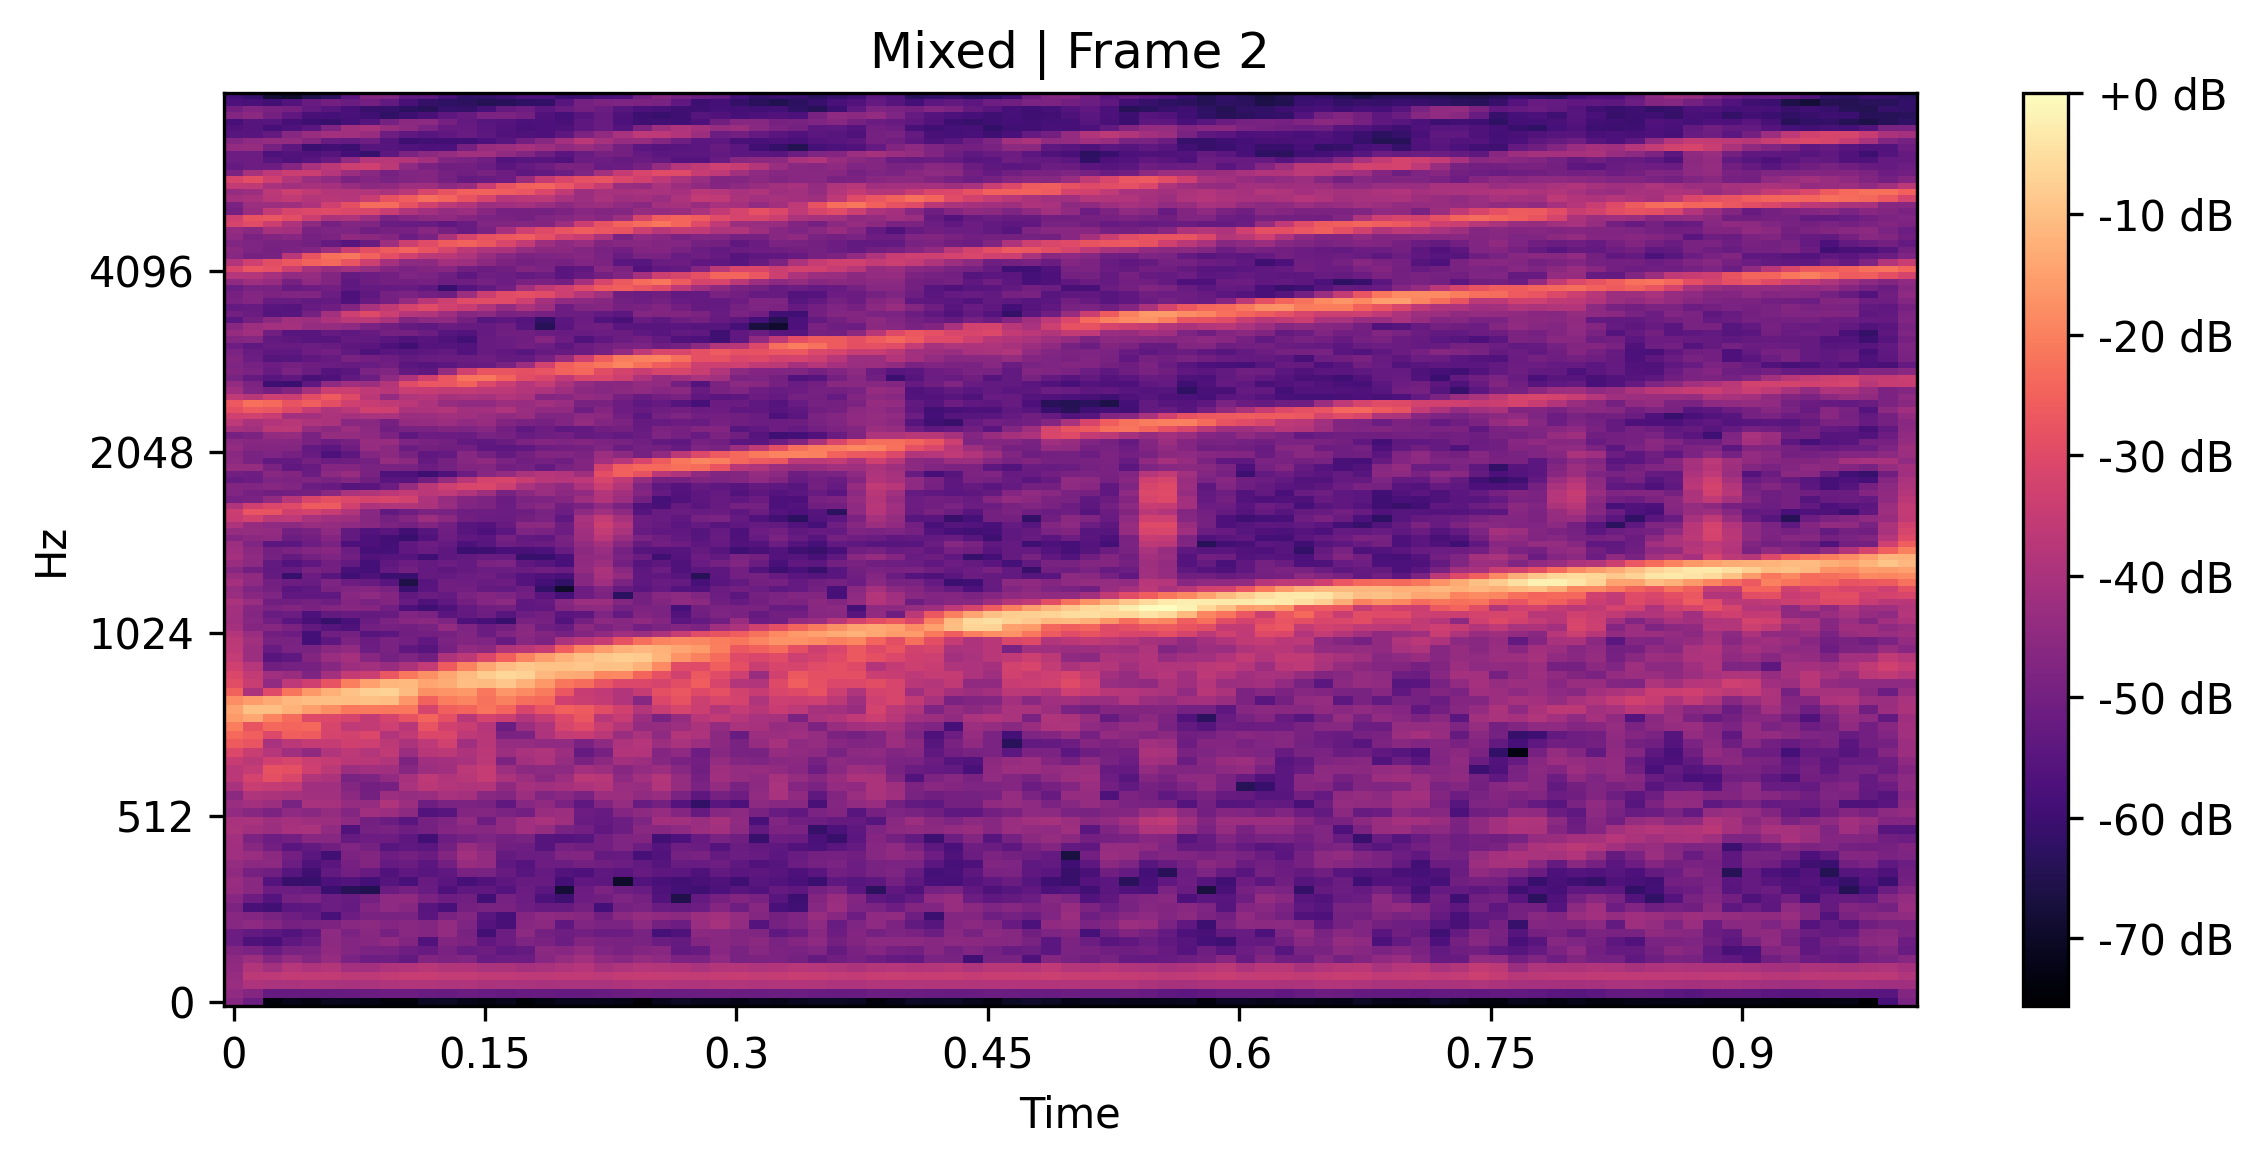 Mixed | Frame 2
Hz
4096
2048
1024
512
0
0 0.15 0.3 0.45 0.6 0.75 0.9
Time
+0 dB
-10 dB
-20 dB
-30 dB
-40 dB
-50 dB
-60 dB
-70 dB